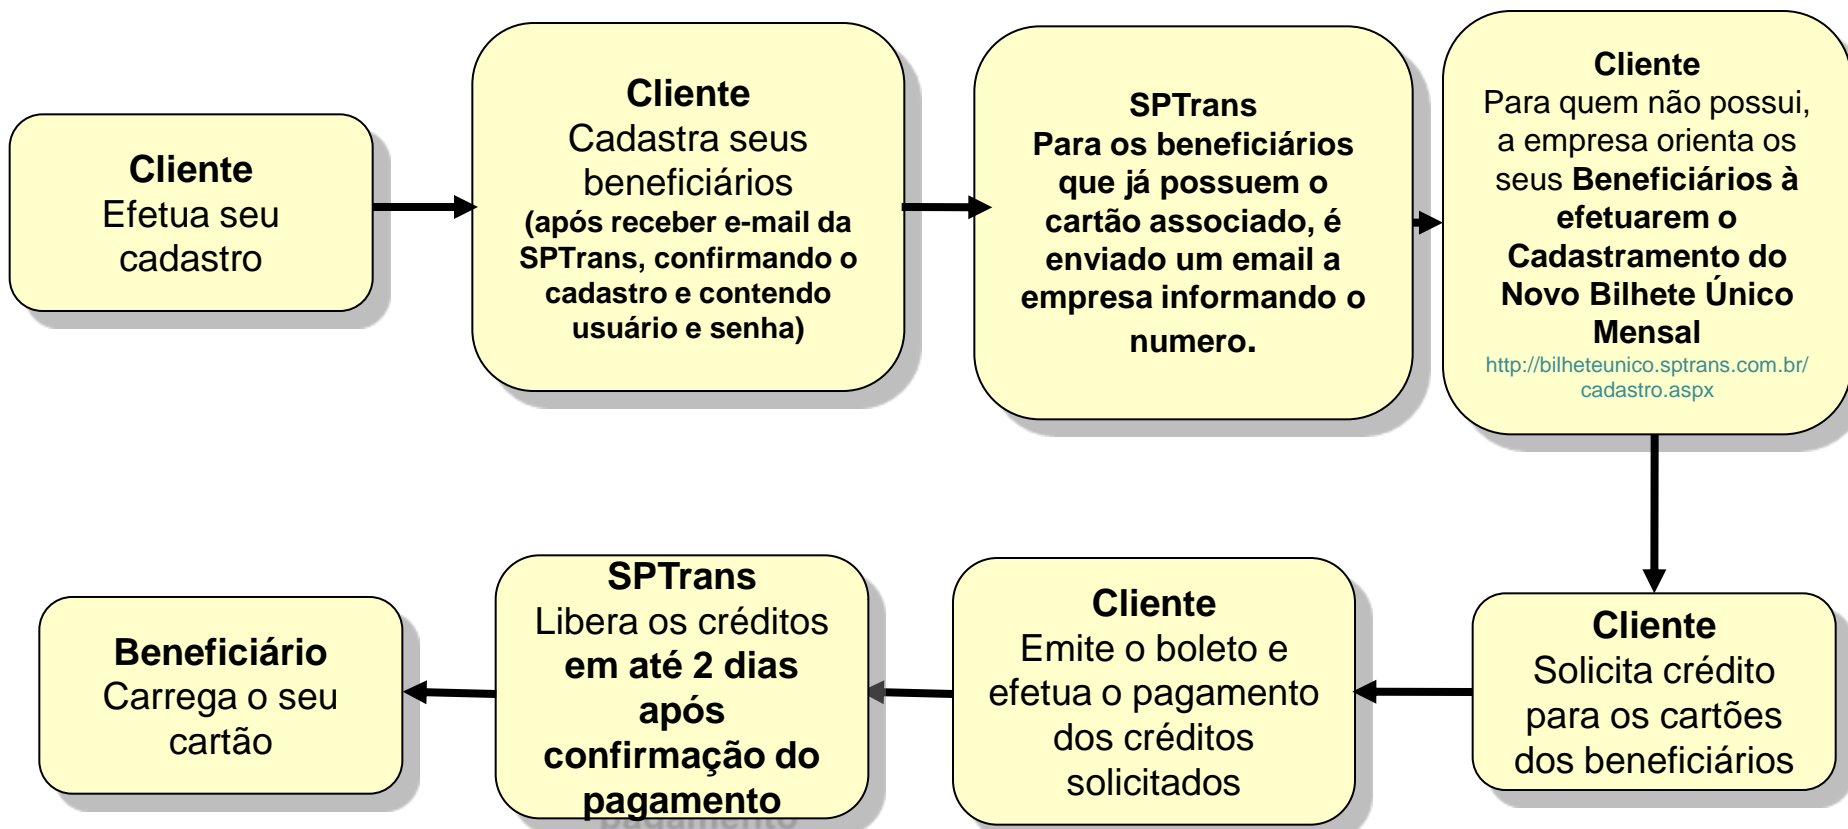 Cliente
Efetua seu
cadastro
Cliente
Cadastra seus
beneficiários
(após receber e-mail da
SPTrans, confirmando o
cadastro e contendo
usuário e senha)
SPTrans
Para os beneficiários
que já possuem o
cartão associado, é
enviado um email a
empresa informando o
numero.
Cliente
Para quem não possui,
a empresa orienta os
seus Beneficiários à
efetuarem o
Cadastramento do
Novo Bilhete Único
Mensal
http://bilheteunico.sptrans.com.br/
cadastro.aspx
Cliente
Solicita crédito
para os cartões
dos beneficiários
Cliente
Emite o boleto e
efetua o pagamento
dos créditos
solicitados
SPTrans
Libera os créditos
em até 2 dias
após
confirmação do
pagamento
Beneficiário
Carrega o seu
cartão